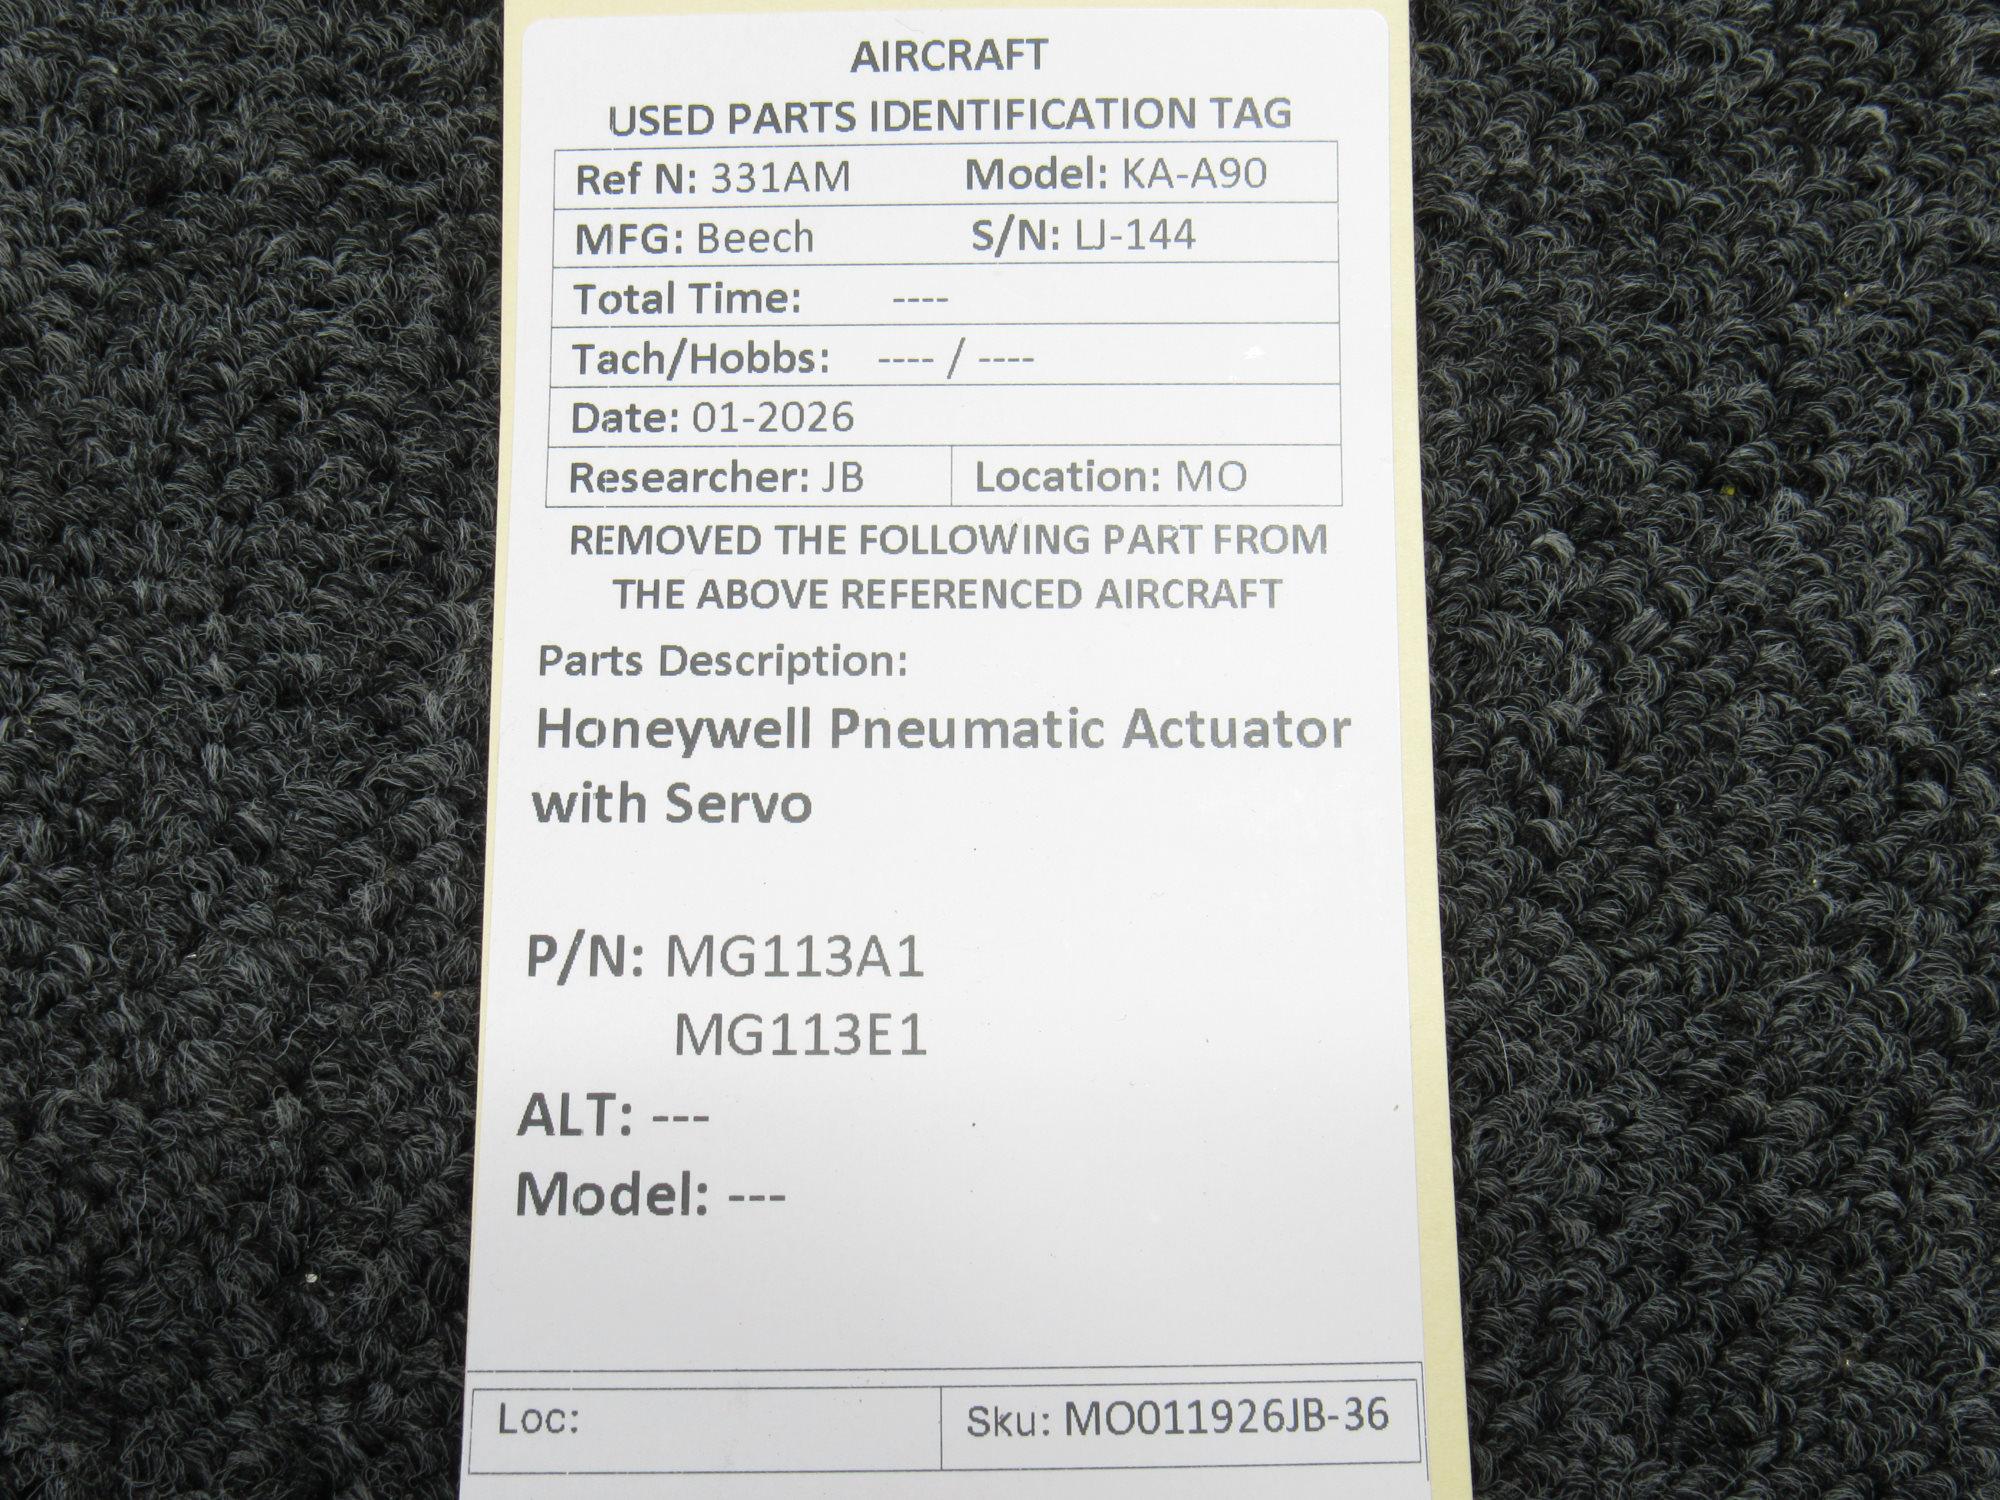 AIRCRAFT
USED PARTS IDENTIFICATION TAG
Ref N: 331AM Model: KA-A90
MFG: Beech S/N: LJ-144
Total Time: ----
Tach/Hobbs: ---- / ----
Date: 01-2026
Researcher: JB Location: MO
REMOVED THE FOLLOWING PART FROM
THE ABOVE REFERENCED AIRCRAFT
Parts Description:
Honeywell Pneumatic Actuator
with Servo
P/N: MG113A1
MG113E1
ALT: ---
Model: ---
Loc: Sku: MO011926JB-36